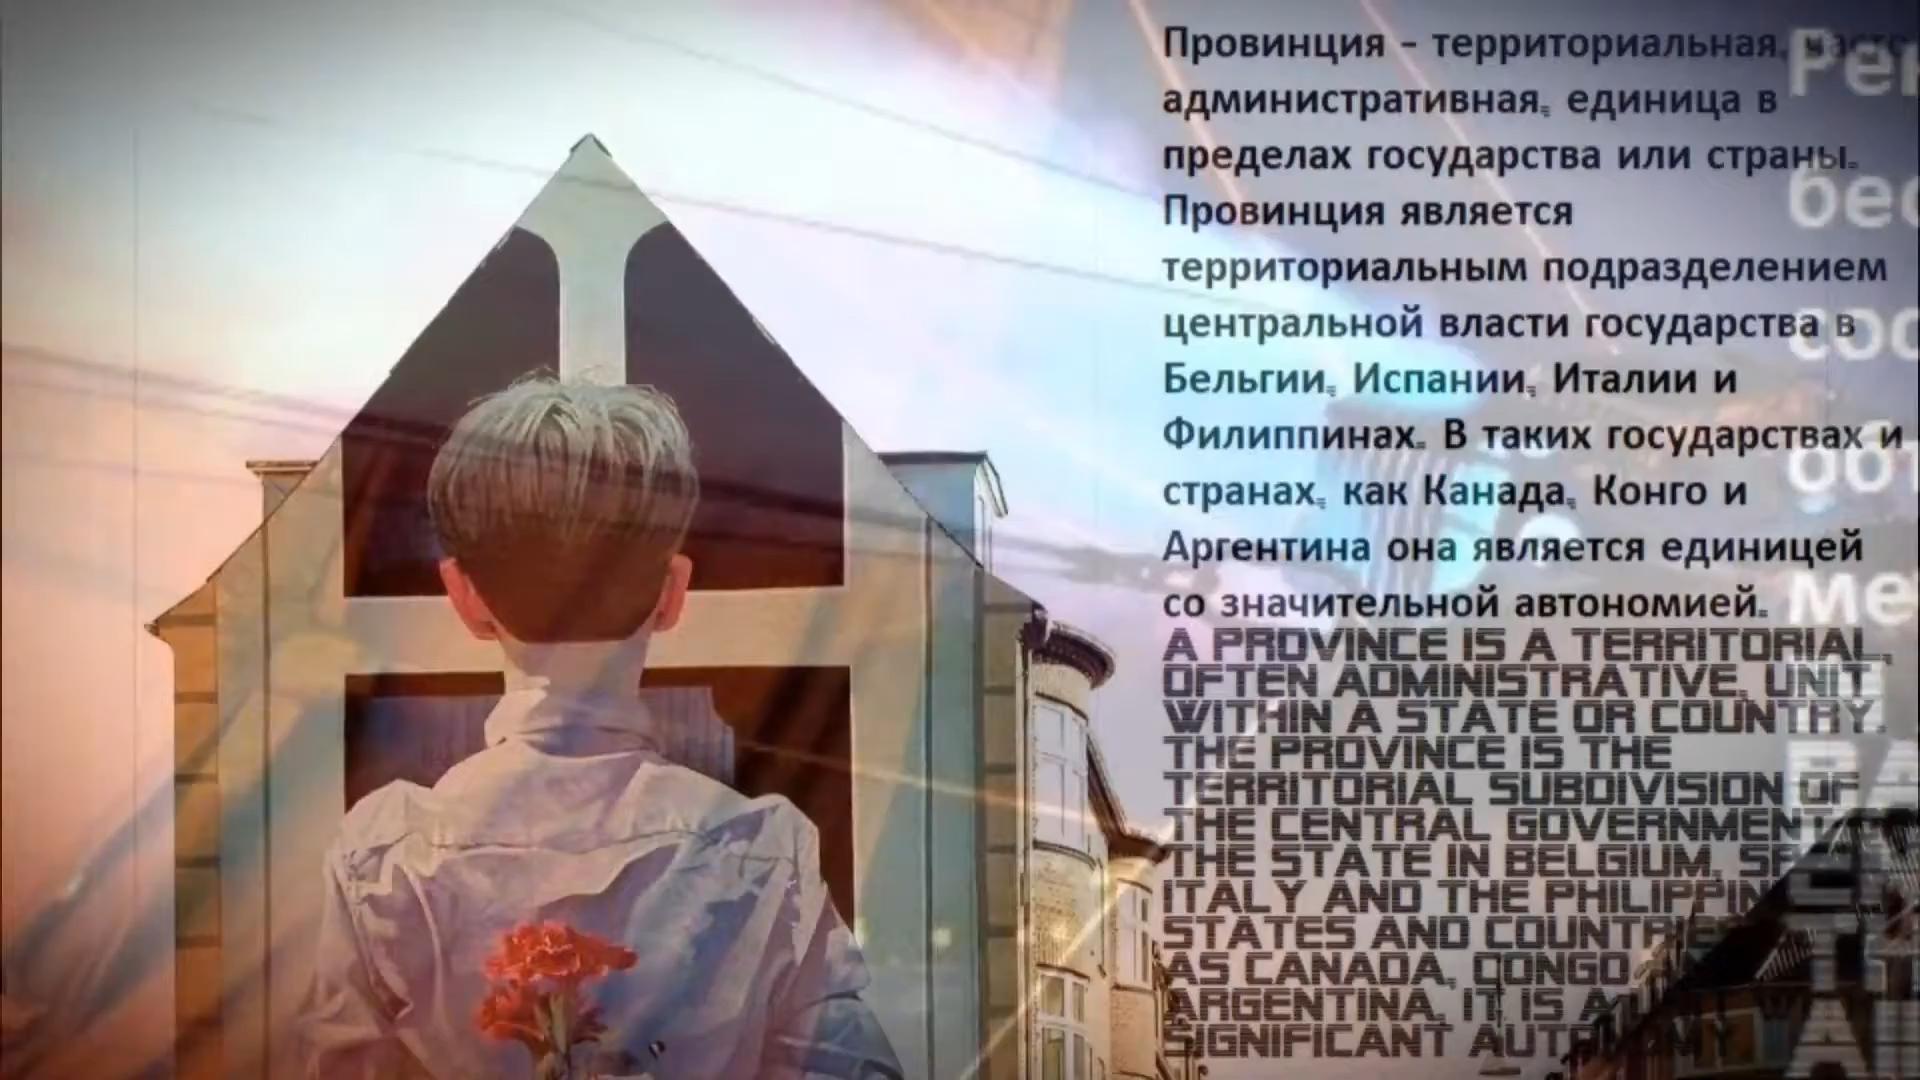 Провинция - территориальная, часто
административная, единица в
пределах государства или страны.
Провинция является
территориальным подразделением
центральной власти государства в
Бельгии, Испании, Италии и
Филиппинах. В таких государствах и
странах, как Канада, Конго и
Аргентина она является единицей
со значительной автономией.
A PROVINCE IS A TERRITORIAL,
OFTEN ADMINISTRATIVE, UNIT
WITHIN A STATE OR COUNTRY.
THE PROVINCE IS THE
TERRITORIAL SUBDIVISION OF
THE CENTRAL GOVERNMENT
THE STATE IN BELGIUM,
ITALY AND THE
STATES AND
AS CANADA, CONGO
ARGENTINA, IT IS A
SIGNIFICANT AUTONOMY